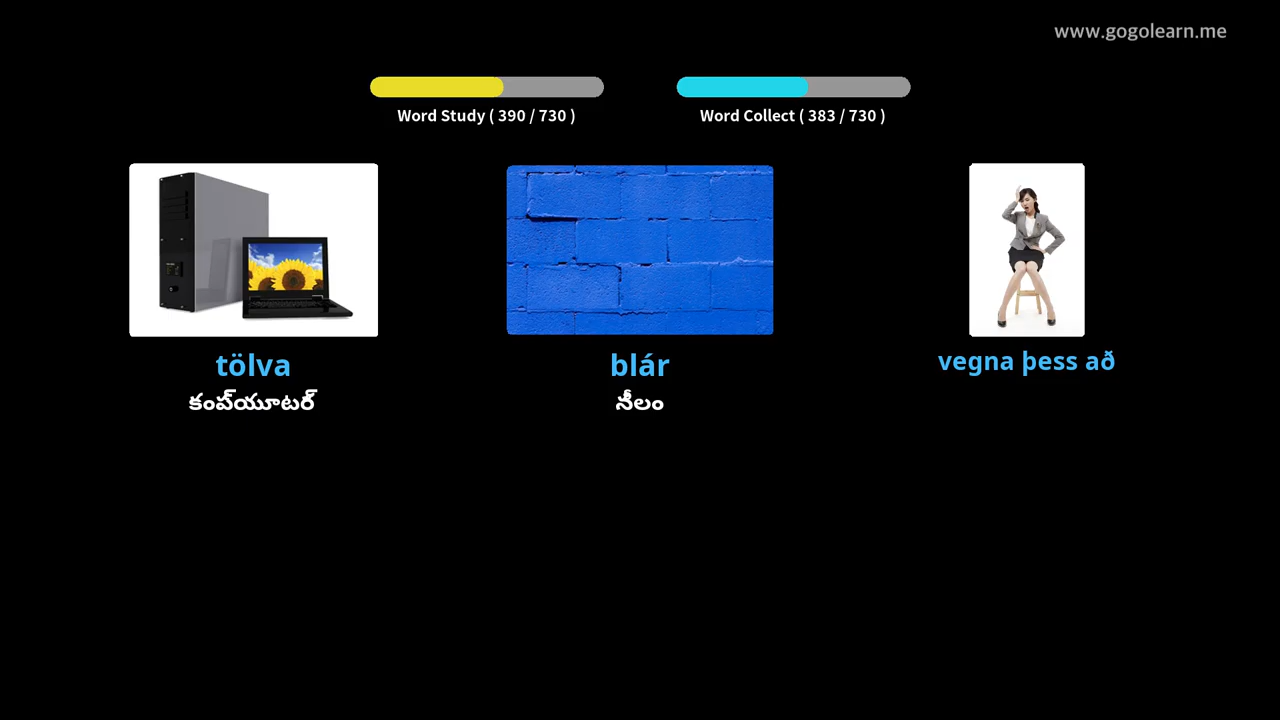 www.gogolearn.me
Word Study ( 390 / 730 )
Word Collect ( 383 / 730 )
tölva
blár
vegna þess að
కంప్యూటర్
నీలం